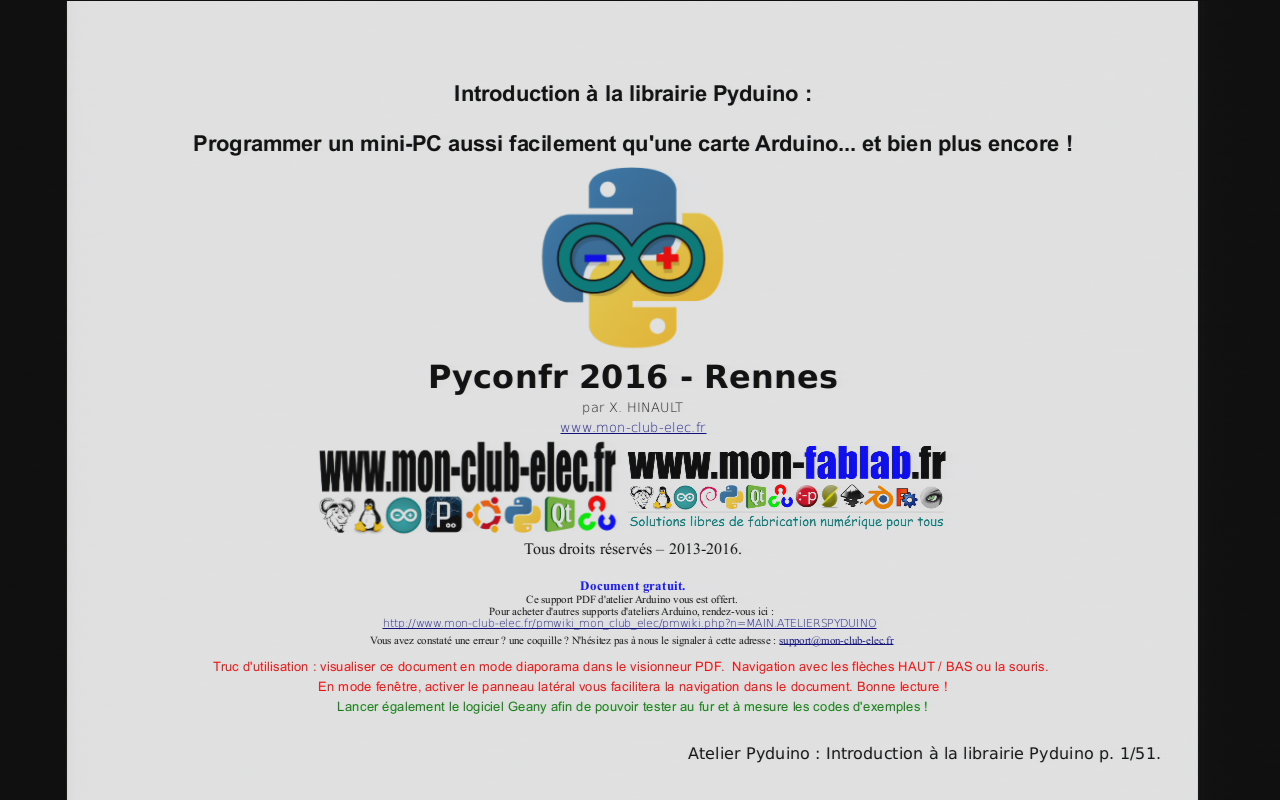 Introduction à la librairie Pyduino :
Programmer un mini-PC aussi facilement qu'une carte Arduino... et bien plus encore !
Pyconfr 2016 - Rennes
par X. HINAULT
www.mon-club-elec.fr
www.mon-club-elec.fr
www.mon-fablab.fr
P
Qt
Qt
:-p
Solutions libres de fabrication numérique pour tous
Tous droits réservés – 2013-2016.
Document gratuit.
Ce support PDF d'atelier Arduino vous est offert.
Pour acheter d'autres supports d'ateliers Arduino, rendez-vous ici :
http://www.mon-club-elec.fr/pmwiki_mon_club_elec/pmwiki.php?n=MAIN.ATELIERSPYDUINO
Vous avez constaté une erreur ? une coquille ? N'hésitez pas à nous le signaler à cette adresse : support@mon-club-elec.fr
Truc d'utilisation : visualiser ce document en mode diaporama dans le visionneur PDF. Navigation avec les flèches HAUT / BAS ou la souris.
En mode fenêtre, activer le panneau latéral vous facilitera la navigation dans le document. Bonne lecture !
Lancer également le logiciel Geany afin de pouvoir tester au fur et à mesure les codes d'exemples !
Atelier Pyduino : Introduction à la librairie Pyduino p. 1/51.